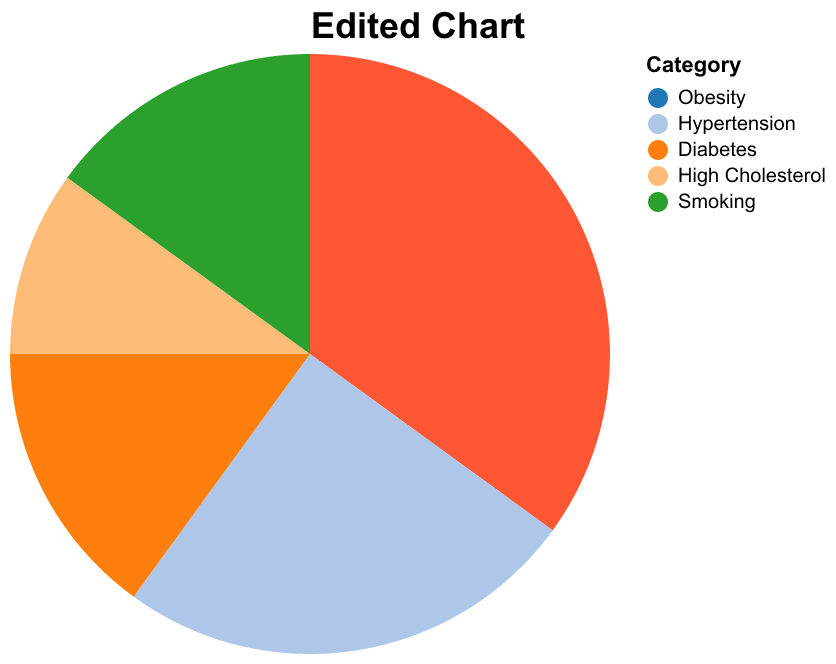 Edited Chart
Category
Obesity
Hypertension
Diabetes
High Cholesterol
Smoking